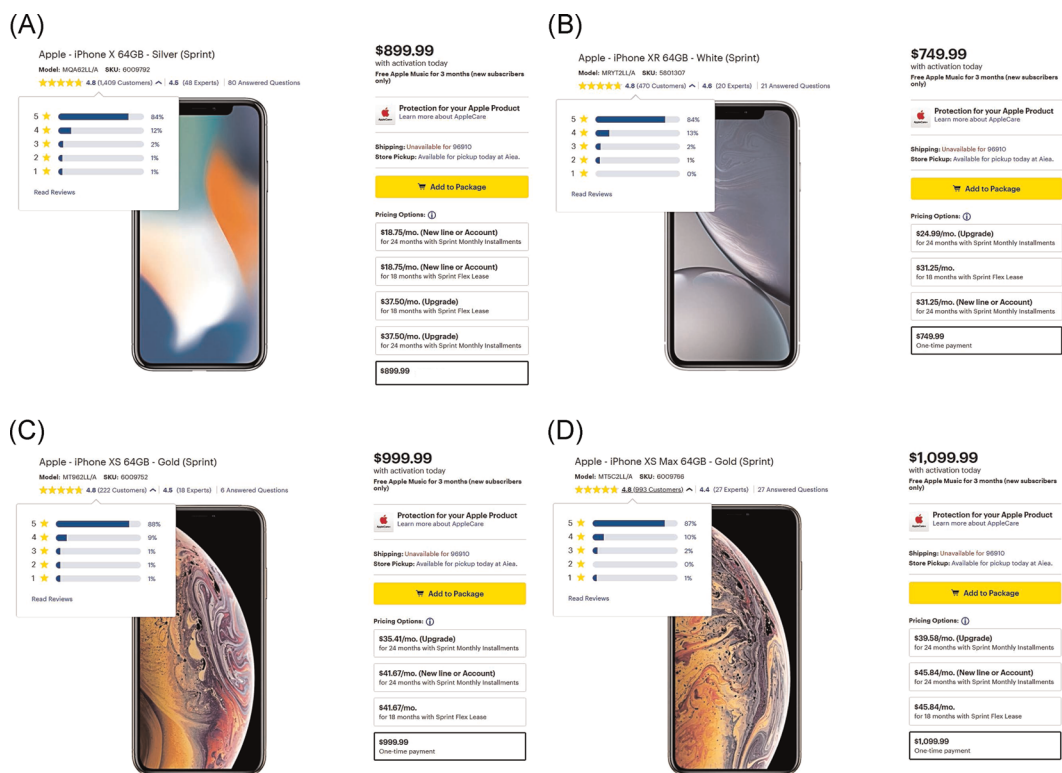 (A)
Apple - iPhone X 64GB - Silver (Sprint)
Model: MQA62LL/A SKU: 6009792
4.8 (1,409 Customers) 4.5 (48 Experts) 80 Answered Questions
5 84%
4 12%
3 2%
2 1%
1 1%
Read Reviews
$899.99
with activation today
Free Apple Music for 3 months (new subscribers
only)
Protection for your Apple Product
Learn more about AppleCare
AppleCare+
Shipping: Unavailable for 96910
Store Pickup: Available for pickup today at Aiea.
Add to Package
Pricing Options:
$18.75/mo. (New line or Account)
for 24 months with Sprint Monthly Installments
$18.75/mo. (New line or Account)
for 18 months with Sprint Flex Lease
$37.50/mo. (Upgrade)
for 18 months with Sprint Flex Lease
$37.50/mo. (Upgrade)
for 24 months with Sprint Monthly Installments
$899.99
(B)
Apple - iPhone XR 64GB - White (Sprint)
Model: MRYT2LL/A SKU: 5801307
4.8 (470 Customers) 4.6 (20 Experts) 21 Answered Questions
5 84%
4 13%
3 2%
2 1%
1 0%
Read Reviews
$749.99
with activation today
Free Apple Music for 3 months (new subscribers
only)
Protection for your Apple Product
Learn more about AppleCare
AppleCare+
Shipping: Unavailable for 96910
Store Pickup: Available for pickup today at Aiea.
Add to Package
Pricing Options:
$24.99/mo. (Upgrade)
for 24 months with Sprint Monthly Installments
$31.25/mo.
for 18 months with Sprint Flex Lease
$31.25/mo. (New line or Account)
for 24 months with Sprint Monthly Installments
$749.99
One-time payment
(C)
Apple - iPhone XS 64GB - Gold (Sprint)
Model: MT962LL/A SKU: 6009752
4.8 (222 Customers) 4.5 (18 Experts) 6 Answered Questions
5 88%
4 9%
3 1%
2 1%
1 1%
Read Reviews
$999.99
with activation today
Free Apple Music for 3 months (new subscribers
only)
Protection for your Apple Product
Learn more about AppleCare
AppleCare+
Shipping: Unavailable for 96910
Store Pickup: Available for pickup today at Aiea.
Add to Package
Pricing Options:
$35.41/mo. (Upgrade)
for 24 months with Sprint Monthly Installments
$41.67/mo. (New line or Account)
for 24 months with Sprint Monthly Installments
$41.67/mo.
for 18 months with Sprint Flex Lease
$999.99
One-time payment
(D)
Apple - iPhone XS Max 64GB - Gold (Sprint)
Model: MT5C2LL/A SKU: 6009766
4.8 (993 Customers) 4.4 (27 Experts) 27 Answered Questions
5 87%
4 10%
3 2%
2 0%
1 1%
Read Reviews
$1,099.99
with activation today
Free Apple Music for 3 months (new subscribers
only)
Protection for your Apple Product
Learn more about AppleCare
AppleCare+
Shipping: Unavailable for 96910
Store Pickup: Available for pickup today at Aiea.
Add to Package
Pricing Options:
$39.58/mo. (Upgrade)
for 24 months with Sprint Monthly Installments
$45.84/mo. (New line or Account)
for 24 months with Sprint Monthly Installments
$45.84/mo.
for 18 months with Sprint Flex Lease
$1,099.99
One-time payment